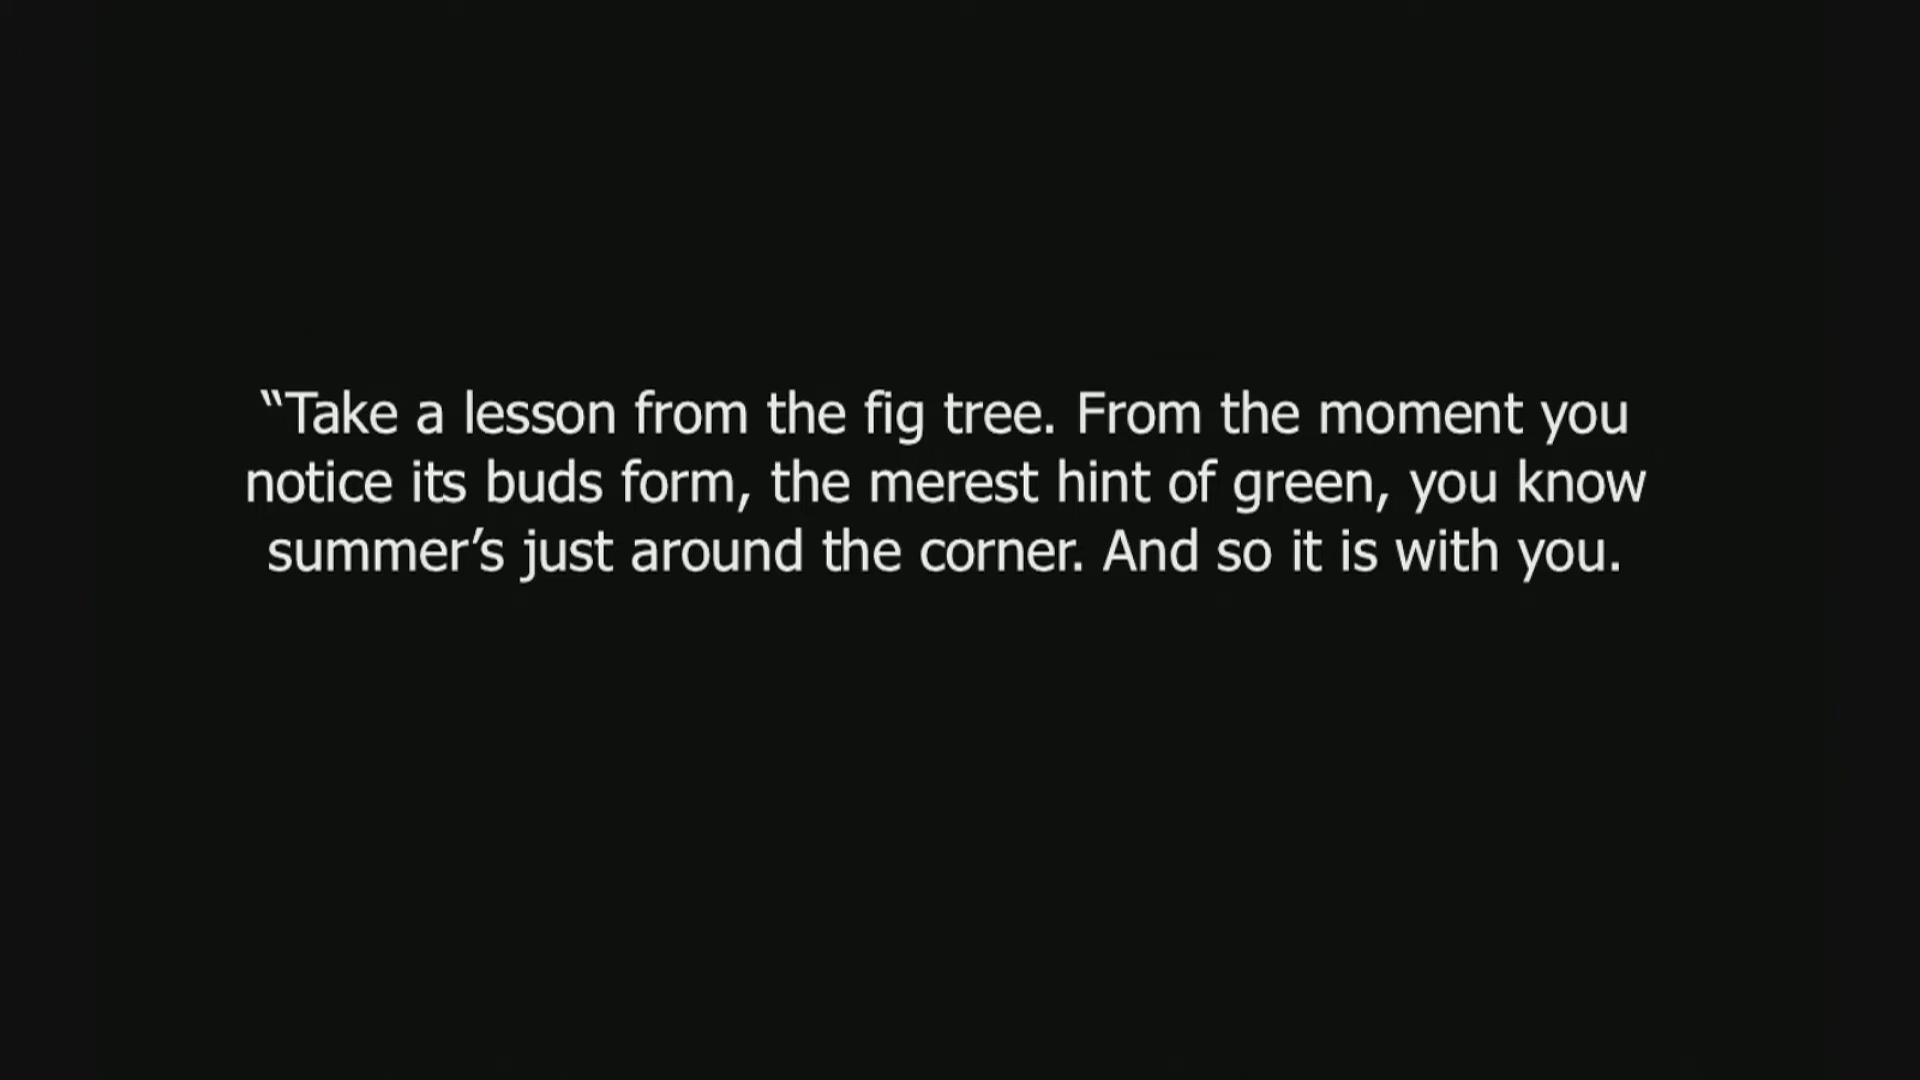 “Take a lesson from the fig tree. From the moment you
notice its buds form, the merest hint of green, you know
summer’s just around the corner. And so it is with you.